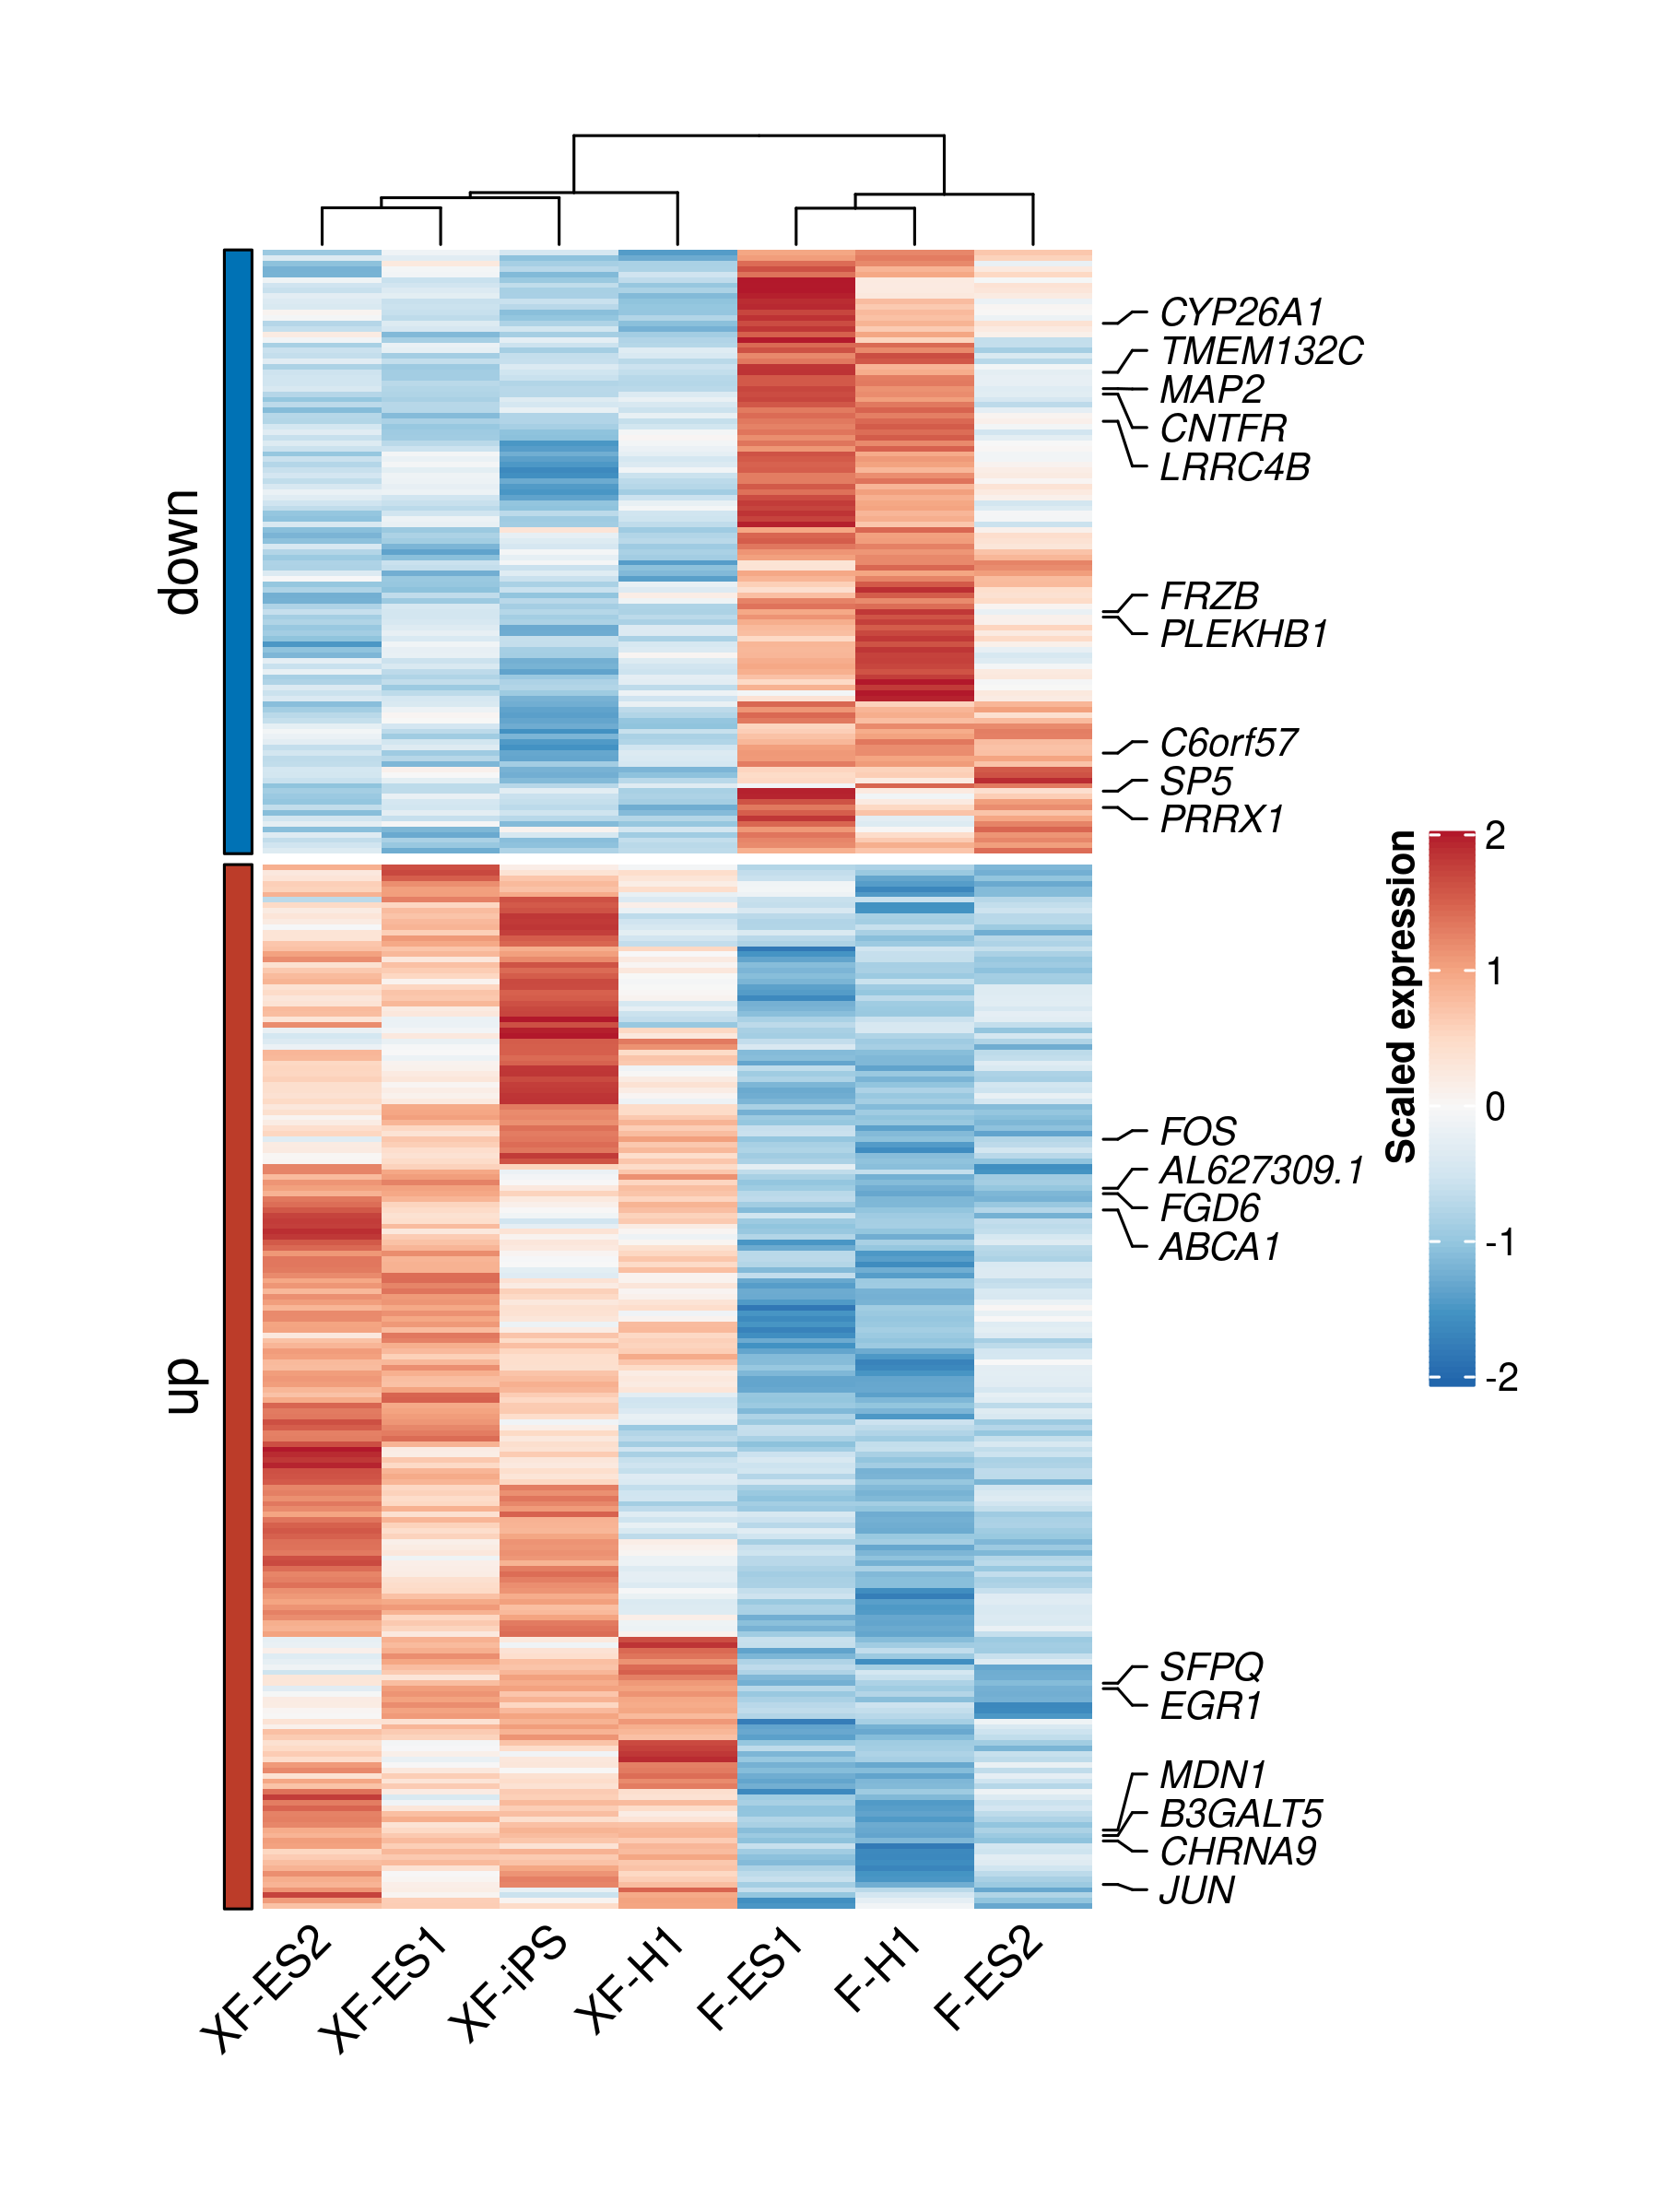 down
CYP26A1
TMEM132C
MAP2
CNTFR
LRRC4B
FRZB
PLEKHB1
C6orf57
SP5
PRRX1
up
FOS
AL627309.1
FGD6
ABCA1
SFPQ
EGR1
MDN1
B3GALT5
CHRNA9
JUN
Scaled expression
2
1
0
-1
-2
XF-ES2
XF-ES1
XF-iPS
XF-H1
F-ES1
F-H1
F-ES2